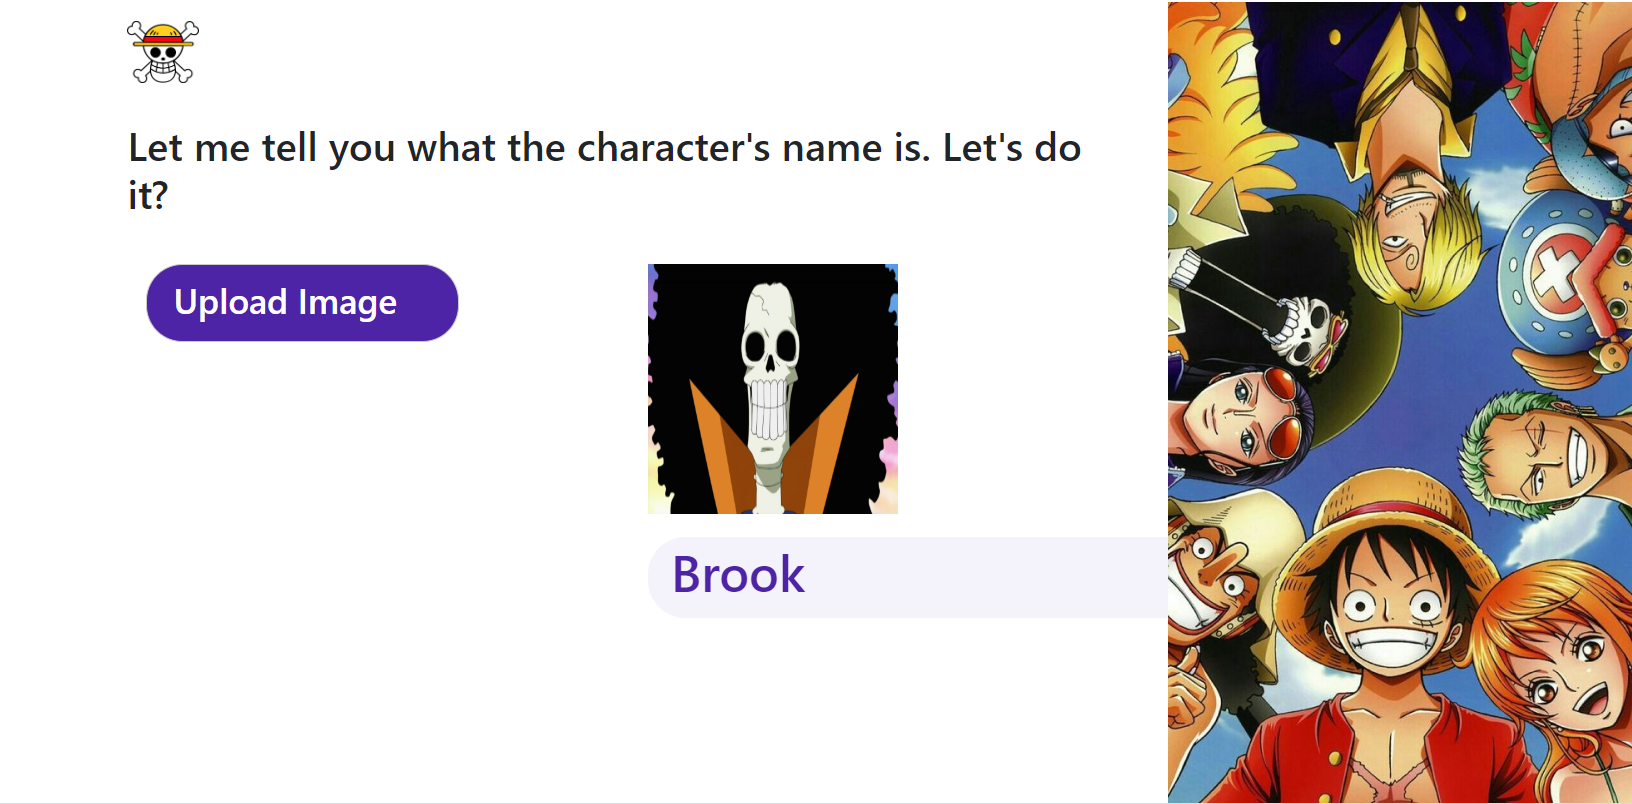 Let me tell you what the character's name is. Let's do
it?
Upload Image
Brook